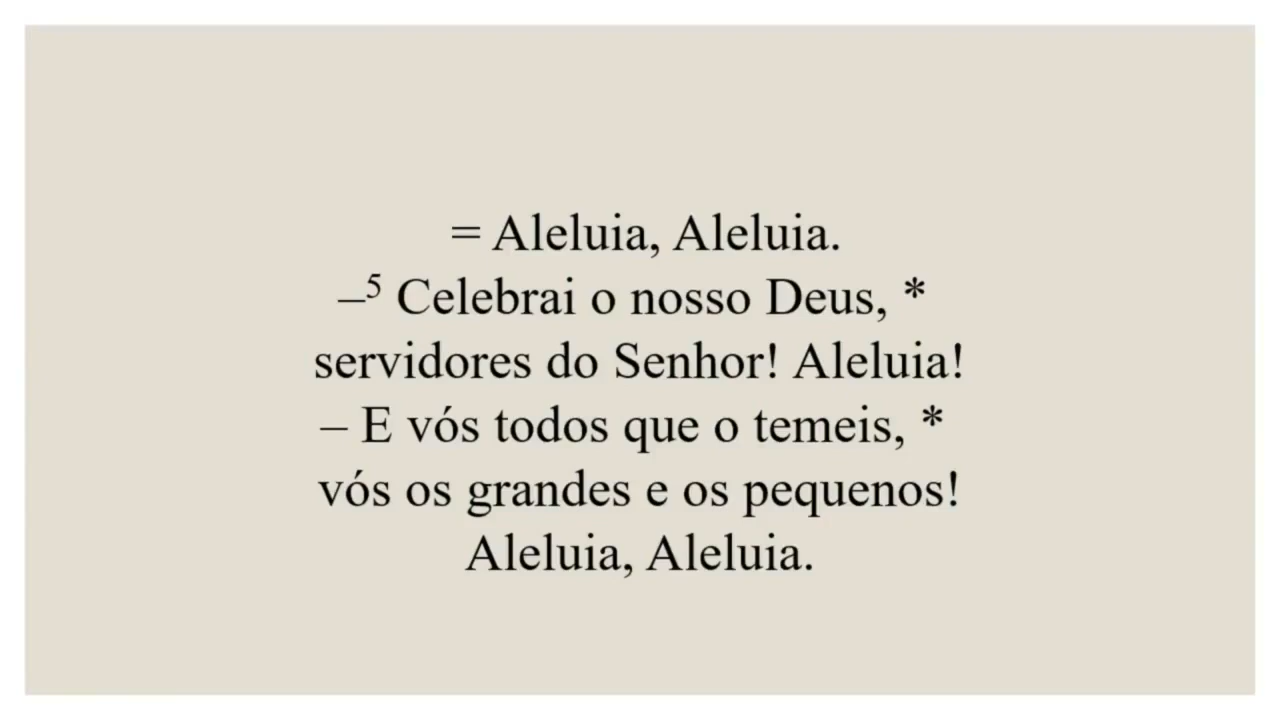 = Aleluia, Aleluia.
–⁵ Celebrai o nosso Deus, *
servidores do Senhor! Aleluia!
– E vós todos que o temeis, *
vós os grandes e os pequenos!
Aleluia, Aleluia.